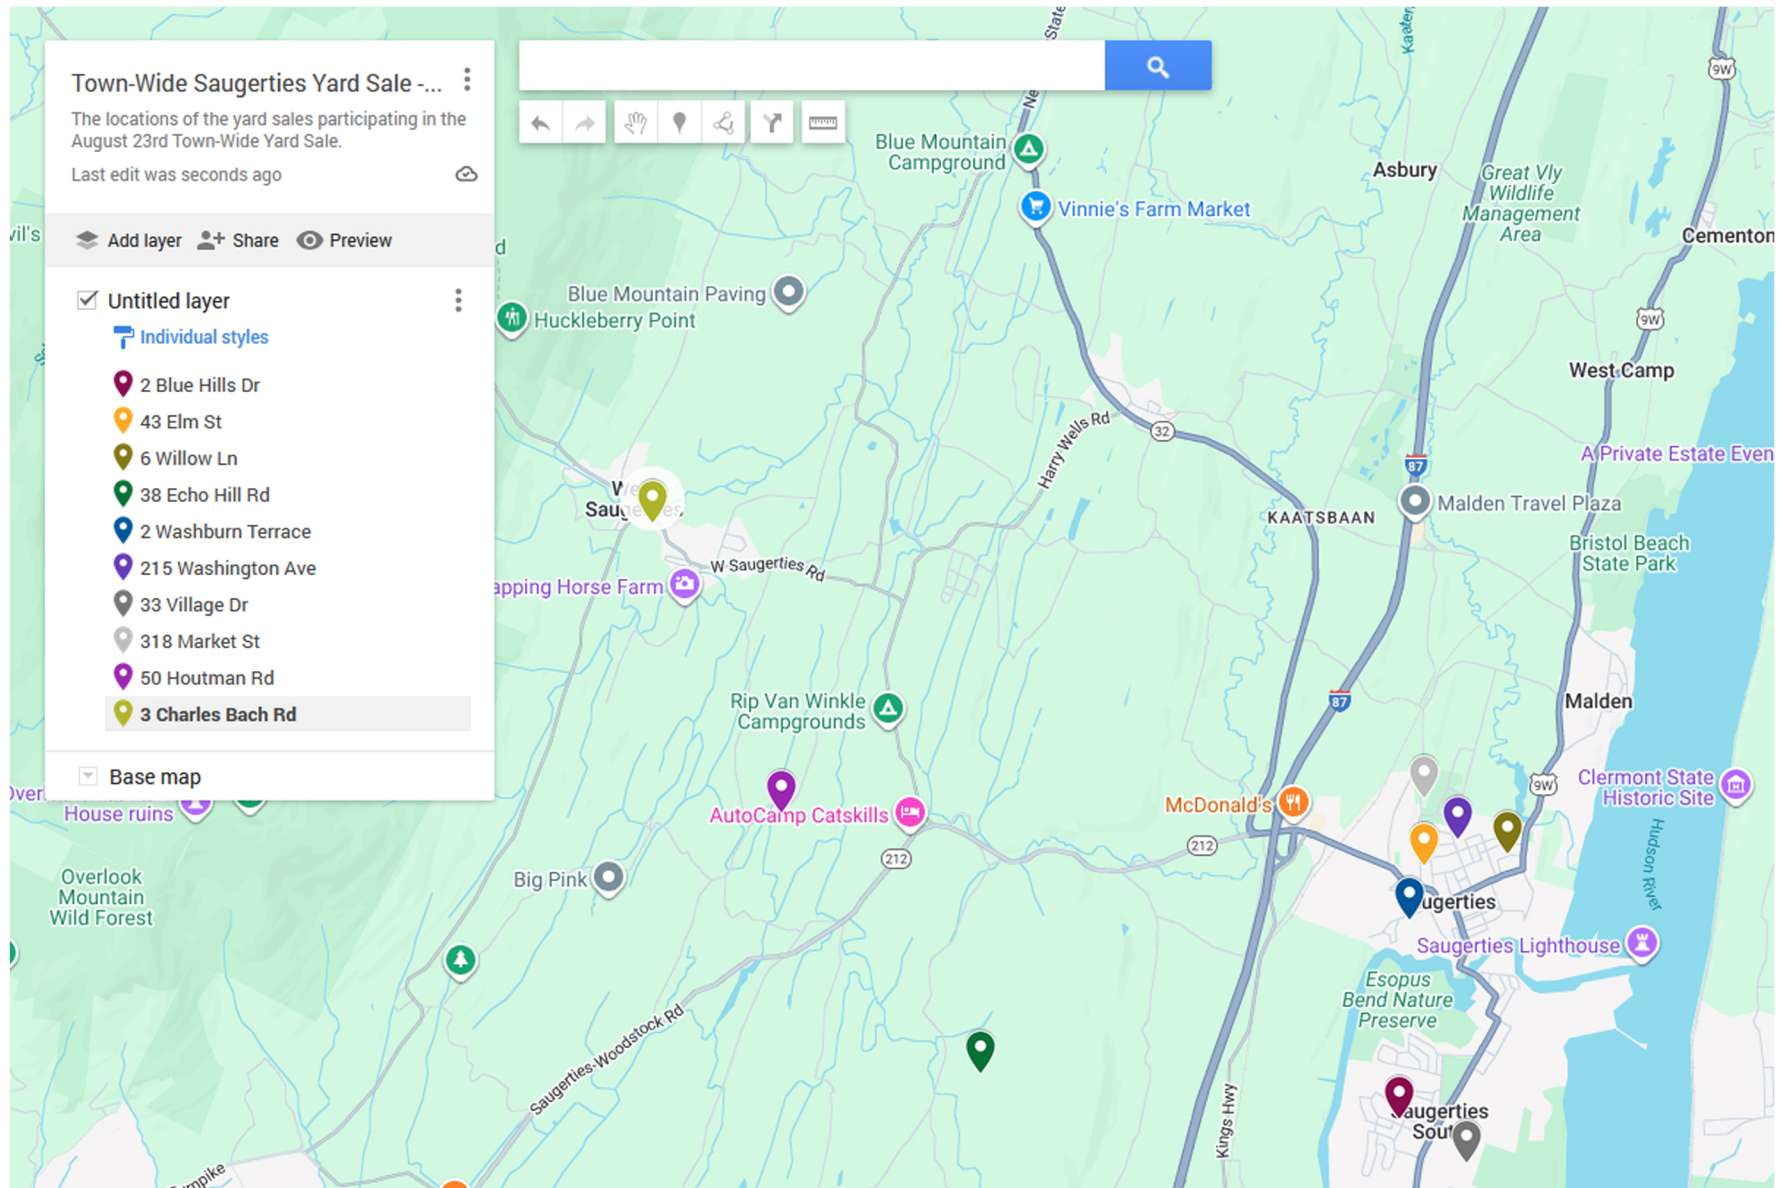 Town-Wide Saugerties Yard Sale -...
The locations of the yard sales participating in the
August 23rd Town-Wide Yard Sale.
Last edit was seconds ago
Add layer
Share
Preview
Untitled layer
Individual styles
2 Blue Hills Dr
43 Elm St
6 Willow Ln
38 Echo Hill Rd
2 Washburn Terrace
215 Washington Ave
33 Village Dr
318 Market St
50 Houtman Rd
3 Charles Bach Rd
Base map
Blue Mountain
Campground
Vinnie's Farm Market
Asbury
Great Vly
Wildlife
Management
Area
9W
Cementon
Blue Mountain Paving
Huckleberry Point
9W
West Camp
Harry Wells Rd
32
87
A Private Estate Even
Malden Travel Plaza
KAATSBAAN
Bristol Beach
State Park
W Saugerties Rd
apping Horse Farm
Rip Van Winkle
Campgrounds
87
Malden
AutoCamp Catskills
McDonald's
9W
Clermont State
Historic Site
House ruins
212
212
Hudson River
Big Pink
Overlook
Mountain
Wild Forest
ugerties
Saugerties Lighthouse
Esopus
Bend Nature
Preserve
Saugerties-Woodstock Rd
Kings Hwy
augerties
Sout